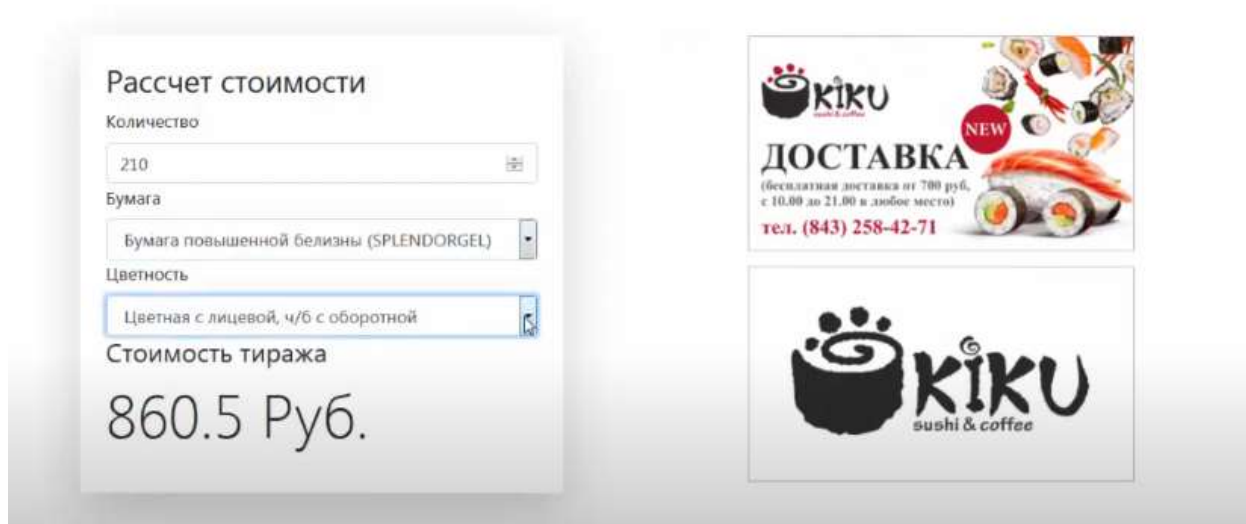 Рассчет стоимости
Количество
210
Бумага
Бумага повышенной белизны (SPLENDORGEL)
Цветность
Цветная с лицевой, ч/б с оборотной
Стоимость тиража
860.5 Руб.
KIKU
sushi & coffee
NEW
ДОСТАВКА
(бесплатная доставка от 700 руб,
с 10.00 до 21.00 в любое место)
тел. (843) 258-42-71
KIKU
sushi & coffee